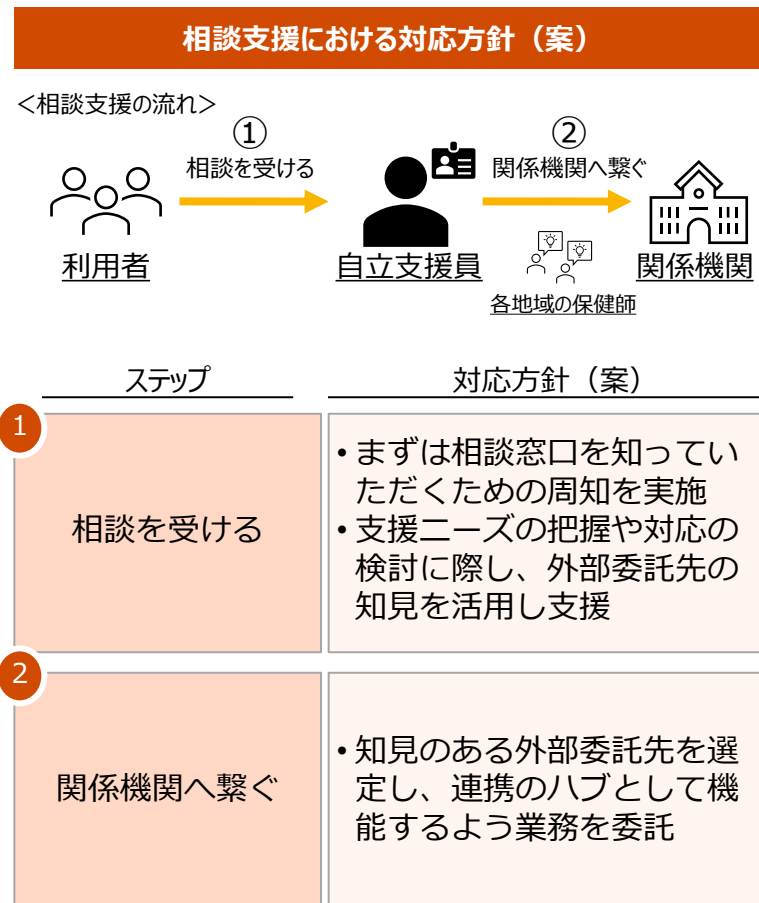 相談支援における対応方針（案）
＜相談支援の流れ＞
①
相談を受ける
②
関係機関へ繋ぐ
利用者
自立支援員
関係機関
各地域の保健師
ステップ
対応方針（案）
1
相談を受ける
• まずは相談窓口を知ってい
ただくための周知を実施
• 支援ニーズの把握や対応の
検討に際し、外部委託先の
知見を活用し支援
2
関係機関へ繋ぐ
• 知見のある外部委託先を選
定し、連携のハブとして機
能するよう業務を委託